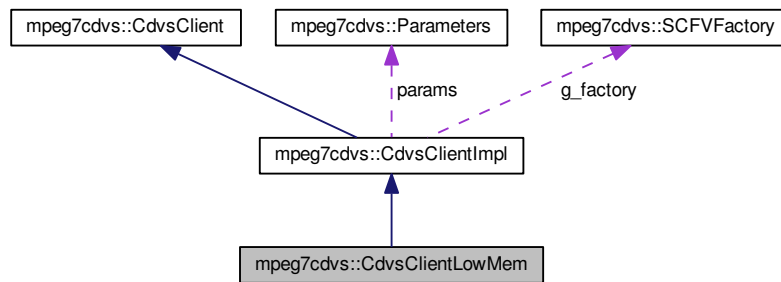 mpeg7cdvs::CdvsClient
mpeg7cdvs::Parameters
mpeg7cdvs::SCFVFactory
params
g_factory
mpeg7cdvs::CdvsClientImpl
mpeg7cdvs::CdvsClientLowMem